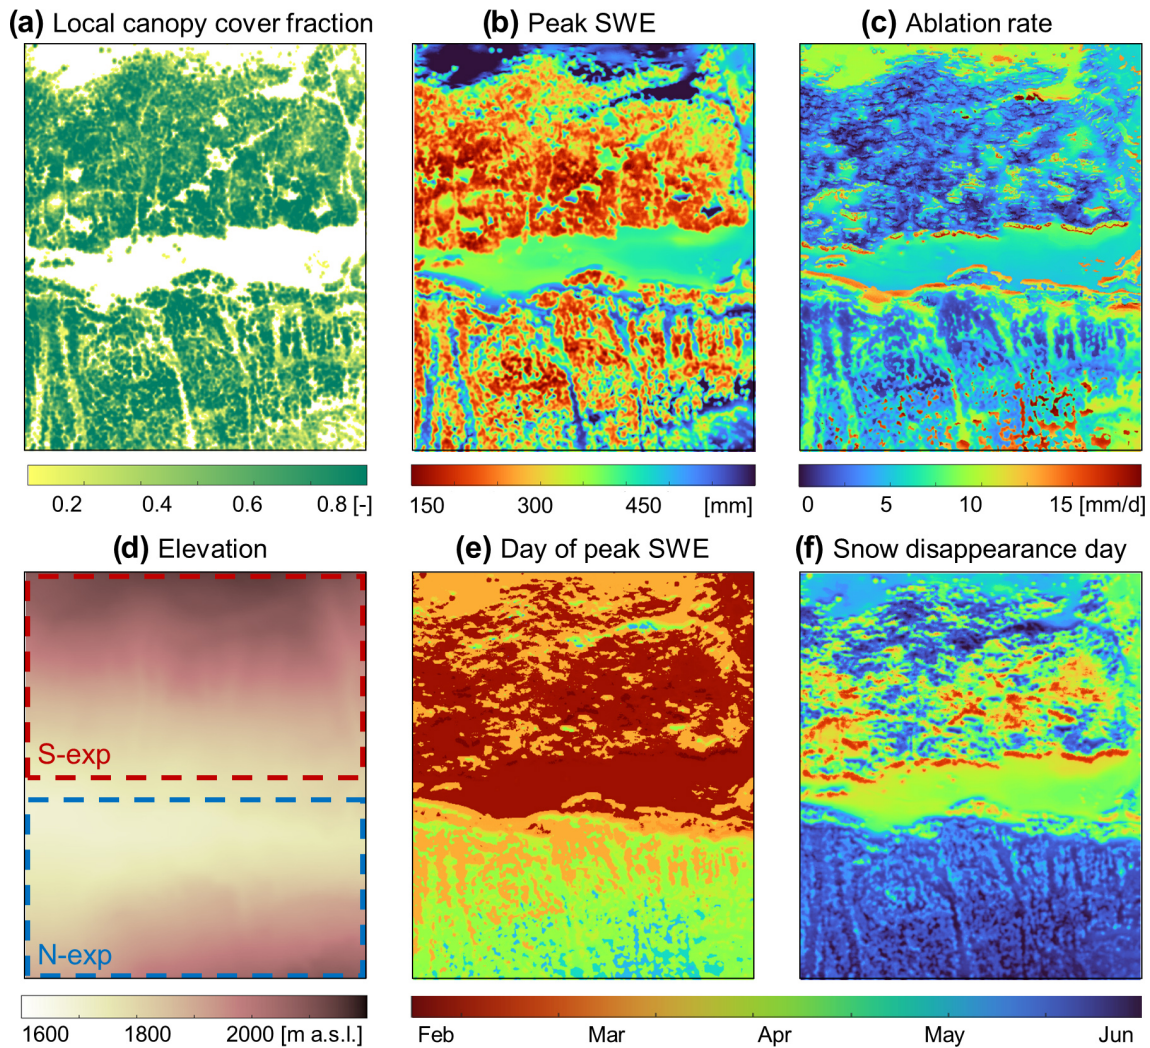 (a) Local canopy cover fraction
(b) Peak SWE
(c) Ablation rate
0.2 0.4 0.6 0.8 [-]
150 300 450 [mm]
0 5 10 15 [mm/d]
(d) Elevation
(e) Day of peak SWE
(f) Snow disappearance day
S-exp
N-exp
1600 1800 2000 [m a.s.l.]
Feb Mar Apr May Jun